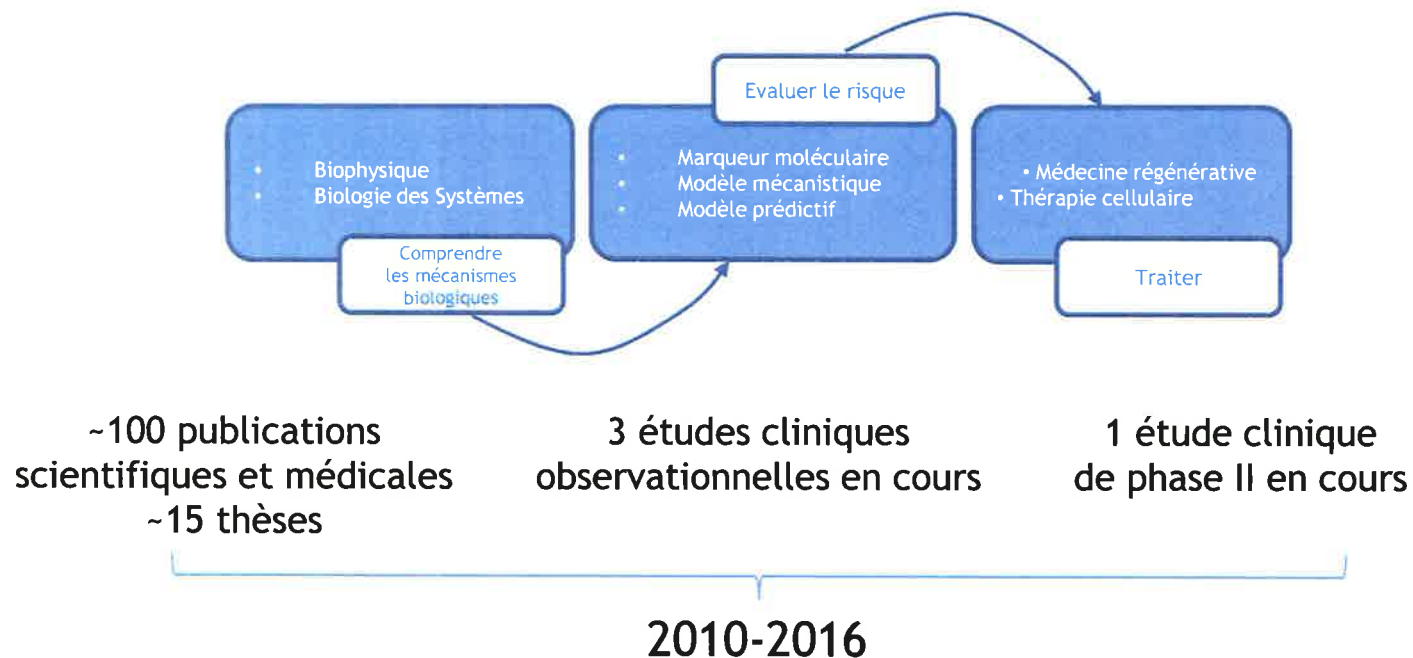 Biophysique
Biologie des Systèmes
Comprendre
les mécanismes
biologiques
Evaluer le risque
Marqueur moléculaire
Modèle mécanistique
Modèle prédictif
• Médecine régénérative
• Thérapie cellulaire
Traiter
~100 publications
scientifiques et médicales
~15 thèses
3 études cliniques
observationnelles en cours
1 étude clinique
de phase II en cours
2010-2016